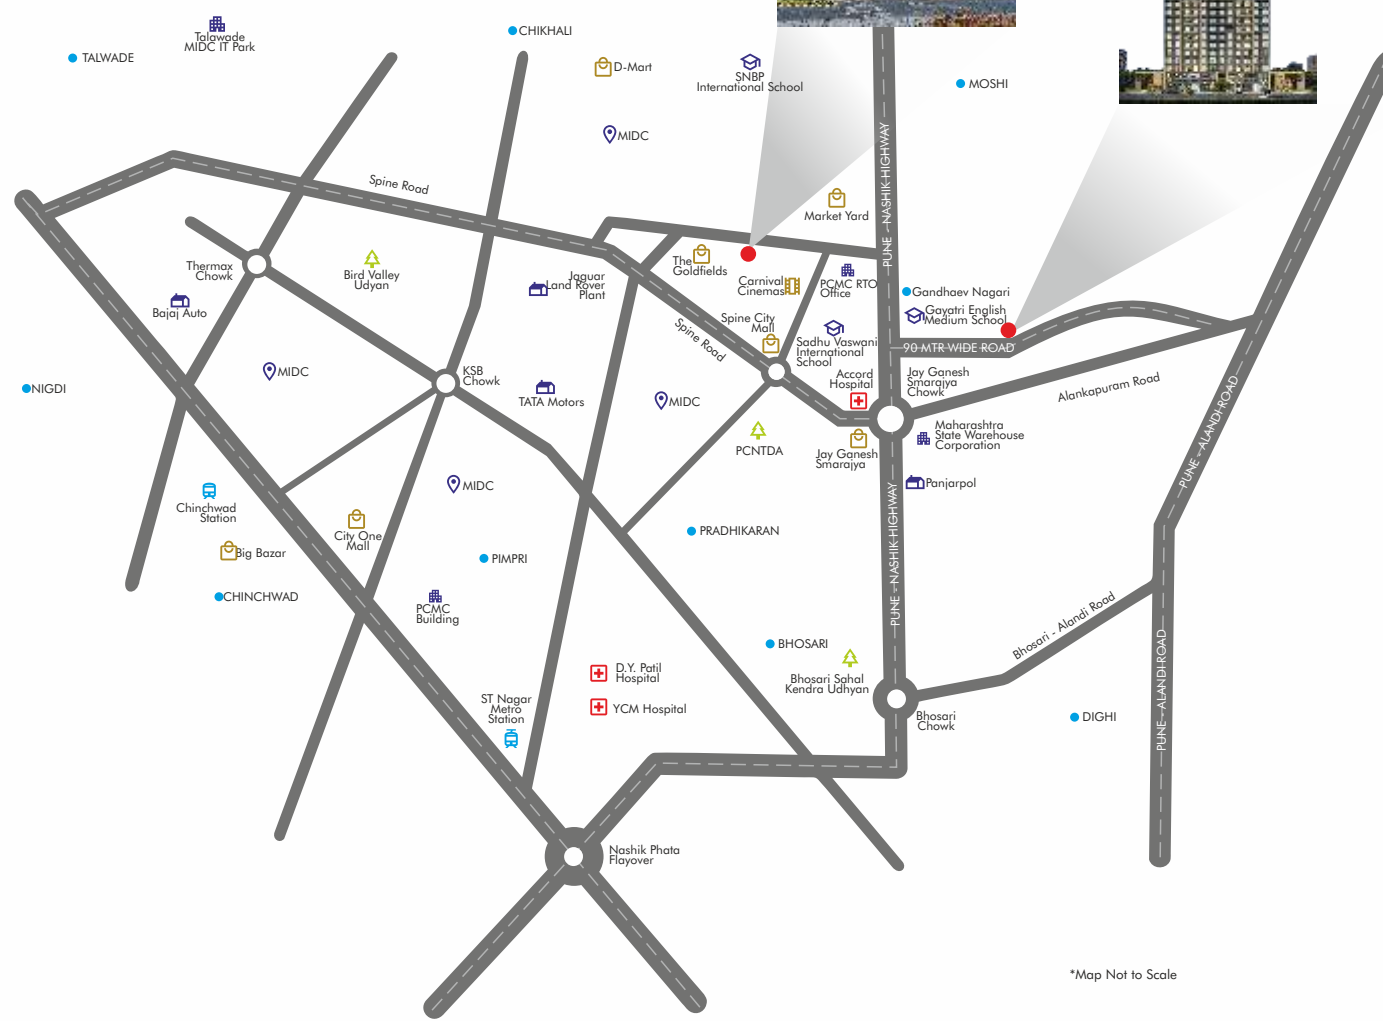 CHIKHALI
Talawade
MIDC IT Park
TALWADE
D-Mart
SNBP
International School
MOSHI
MIDC
Spine Road
Market Yard
PUNE - NASHIK HIGHWAY
Thermax
Chowk
Bird Valley
Udyan
Bajaj Auto
Jaguar
Land Rover
Plant
The
Goldfields
Carnival
Cinemas
PCMC RTO
Office
Gandhaev Nagari
Gayatri English
Medium School
Spine City
Mall
Spine Road
Sadhu Vaswani
International
School
90 MTR WIDE ROAD
MIDC
KSB
Chowk
NIGDI
TATA Motors
MIDC
Accord
Hospital
Jay Ganesh
Smarajya
Chowk
Alankapuram Road
PUNE - ALANDI ROAD
PCNTDA
Jay Ganesh
Smarajya
Maharashtra
State Warehouse
Corporation
MIDC
Panjarpol
Chinchwad
Station
City One
Mall
PRADHIKARAN
Big Bazar
PIMPRI
PUNE - NASHIK HIGHWAY
CHINCHWAD
PCMC
Building
Bhosari - Alandi Road
BHOSARI
D.Y. Patil
Hospital
Bhosari Sahal
Kendra Udhyan
PUNE - ALANDI ROAD
ST Nagar
Metro
Station
YCM Hospital
Bhosari
Chowk
DIGHI
Nashik Phata
Flayover
*Map Not to Scale